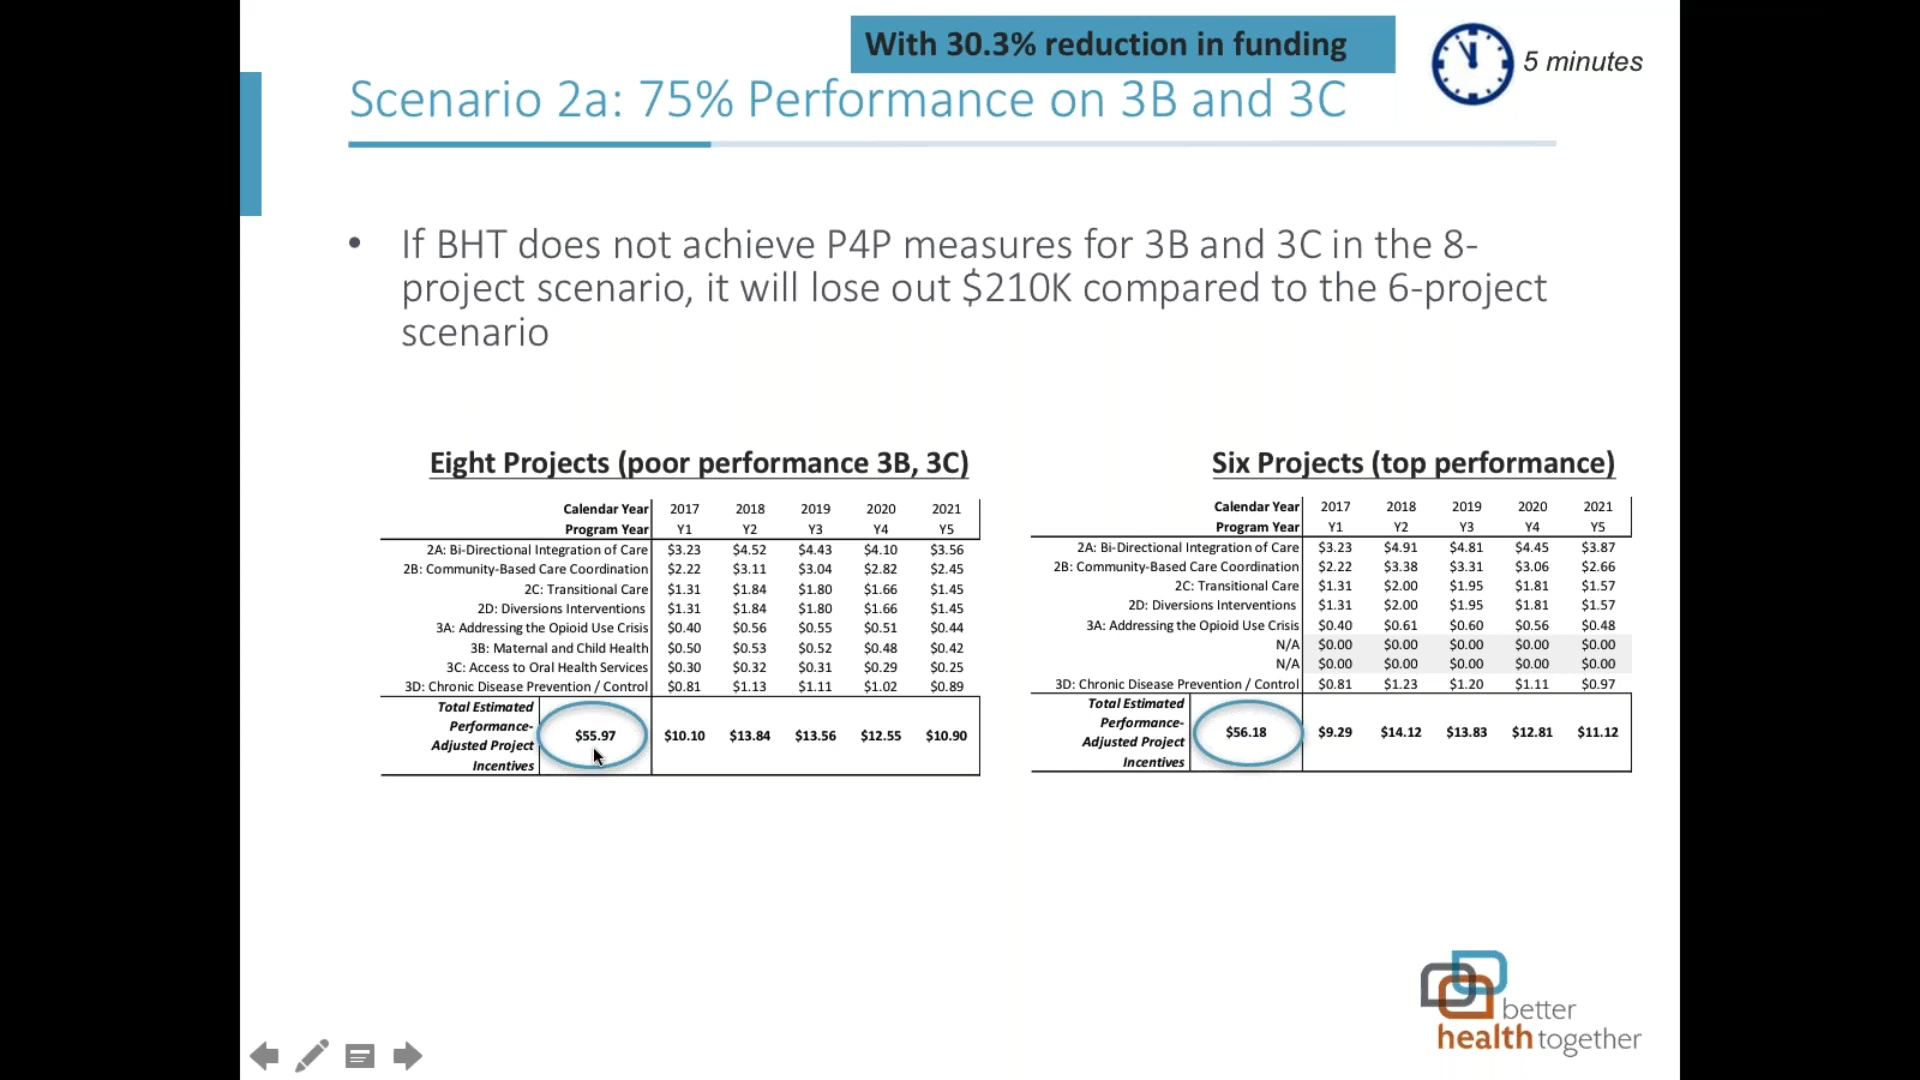 With 30.3% reduction in funding
5 minutes
Scenario 2a: 75% Performance on 3B and 3C
• If BHT does not achieve P4P measures for 3B and 3C in the 8-
project scenario, it will lose out $210K compared to the 6-project
scenario
Eight Projects (poor performance 3B, 3C)
Calendar Year 2017 2018 2019 2020 2021
Program Year Y1 Y2 Y3 Y4 Y5
2A: Bi-Directional Integration of Care $3.23 $4.52 $4.43 $4.10 $3.56
2B: Community-Based Care Coordination $2.22 $3.11 $3.04 $2.82 $2.45
2C: Transitional Care $1.31 $1.84 $1.80 $1.66 $1.45
2D: Diversions Interventions $1.31 $1.84 $1.80 $1.66 $1.45
3A: Addressing the Opioid Use Crisis $0.40 $0.56 $0.55 $0.51 $0.44
3B: Maternal and Child Health $0.50 $0.53 $0.52 $0.48 $0.42
3C: Access to Oral Health Services $0.30 $0.32 $0.31 $0.29 $0.25
3D: Chronic Disease Prevention / Control $0.81 $1.13 $1.11 $1.02 $0.89
Total Estimated
Performance-
Adjusted Project
Incentives
$55.97 $10.10 $13.84 $13.56 $12.55 $10.90
Six Projects (top performance)
Calendar Year 2017 2018 2019 2020 2021
Program Year Y1 Y2 Y3 Y4 Y5
2A: Bi-Directional Integration of Care $3.23 $4.91 $4.81 $4.45 $3.87
2B: Community-Based Care Coordination $2.22 $3.38 $3.31 $3.06 $2.66
2C: Transitional Care $1.31 $2.00 $1.95 $1.81 $1.57
2D: Diversions Interventions $1.31 $2.00 $1.95 $1.81 $1.57
3A: Addressing the Opioid Use Crisis $0.40 $0.61 $0.60 $0.56 $0.48
N/A $0.00 $0.00 $0.00 $0.00 $0.00
N/A $0.00 $0.00 $0.00 $0.00 $0.00
3D: Chronic Disease Prevention / Control $0.81 $1.23 $1.20 $1.11 $0.97
Total Estimated
Performance-
Adjusted Project
Incentives
$56.18 $9.29 $14.12 $13.83 $12.81 $11.12
better
health together